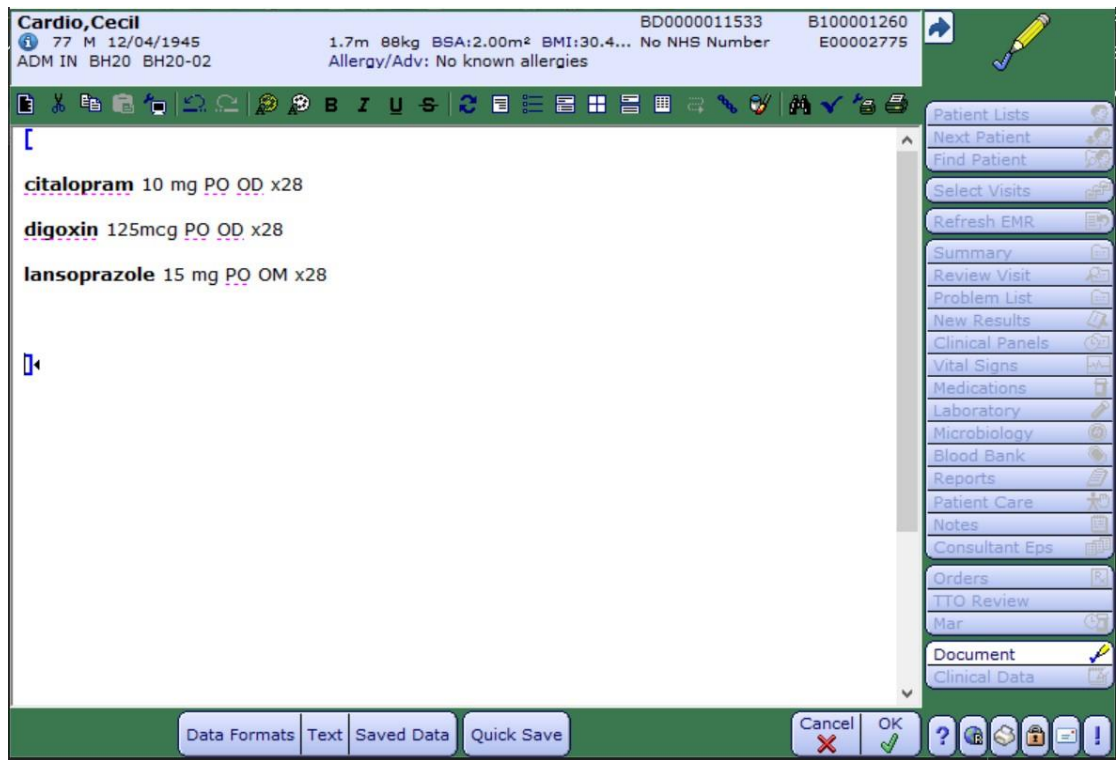 Cardio,Cecil BD0000011533 B100001260
77 M 12/04/1945 1.7m 88kg BSA:2.00m² BMI:30.4... No NHS Number E00002775
ADM IN BH20 BH20-02 Allergy/Adv: No known allergies
B I U S
[
citalopram 10 mg PO OD x28
digoxin 125mcg PO OD x28
lansoprazole 15 mg PO OM x28
]
Patient Lists
Next Patient
Find Patient
Select Visits
Refresh EMR
Summary
Review Visit
Problem List
New Results
Clinical Panels
Vital Signs
Medications
Laboratory
Microbiology
Blood Bank
Reports
Patient Care
Notes
Consultant Eps
Orders
TTO Review
Mar
Document
Clinical Data
Data Formats Text Saved Data Quick Save Cancel OK
? !